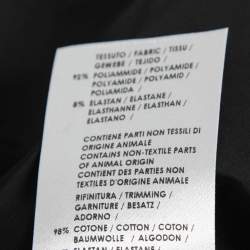 TESSUTO / FABRIC / TISSU /
GEWEBE / TEJIDO /
92% POLIAMMIDE / POLYAMIDE /
POLYAMIDE / POLYAMID /
POLIAMIDA /
8% ELASTAN / ELASTANE /
ELASTHANNE / ELASTHAN /
ELASTANO /
CONTIENE PARTI NON TESSILI DI
ORIGINE ANIMALE
CONTAINS NON-TEXTILE PARTS
OF ANIMAL ORIGIN
CONTIENT DES PARTIES NON
TEXTILES D'ORIGINE ANIMALE
RIFINITURA / TRIMMING /
GARNITURE / BESATZ /
ADORNO /
98% COTONE / COTTON / COTON
/ BAUMWOLLE / ALGODON /
ELASTAN / ELASTANE /